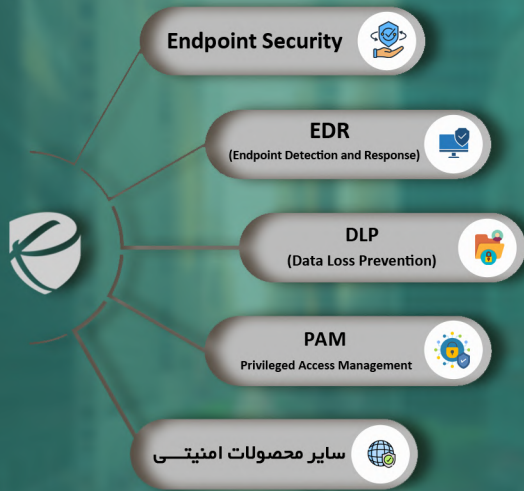 Endpoint Security
EDR
(Endpoint Detection and Response)
DLP
(Data Loss Prevention)
PAM
Privileged Access Management
سایر محصولات امنیتـــی